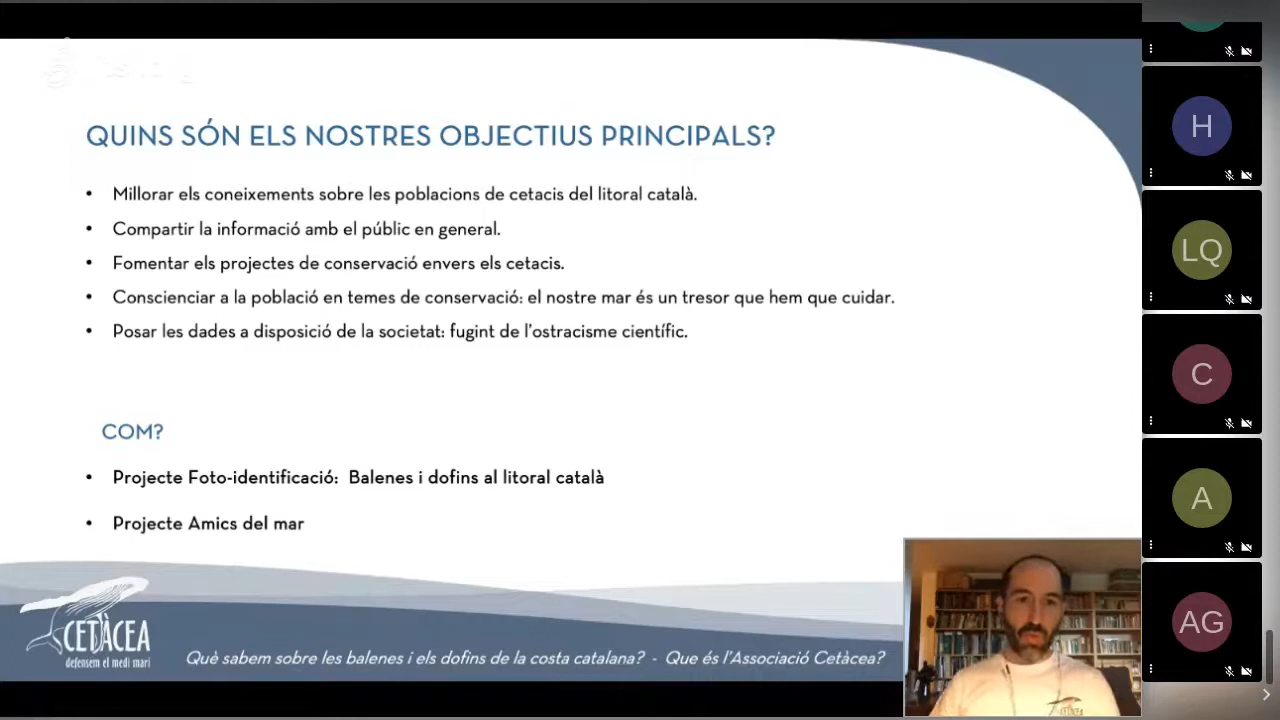 QUINS SÓN ELS NOSTRES OBJECTIUS PRINCIPALS?
• Millorar els coneixements sobre les poblacions de cetacis del litoral català.
• Compartir la informació amb el públic en general.
• Fomentar els projectes de conservació envers els cetacis.
• Conscienciar a la població en temes de conservació: el nostre mar és un tresor que hem que cuidar.
• Posar les dades a disposició de la societat: fugint de l'ostracisme científic.
COM?
• Projecte Foto-identificació: Balenes i dofins al litoral català
• Projecte Amics del mar
CETÀCEA
defensem el medi marí
Què sabem sobre les balenes i els dofins de la costa catalana? - Que és l'Associació Cetàcea?
H
LQ
C
A
AG